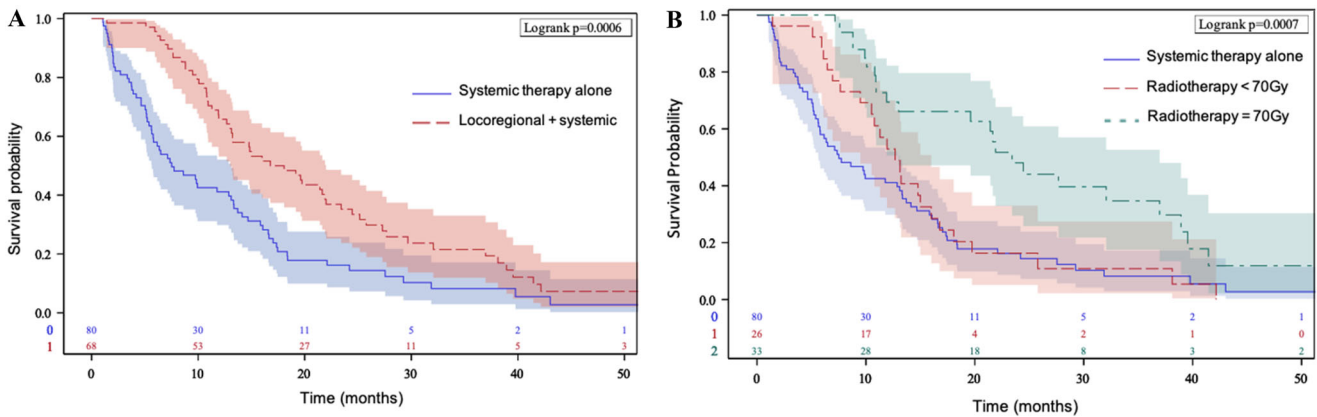 A
Logrank p=0.0006
Systemic therapy alone
Locoregional + systemic
Survival probability
1.0
0.8
0.6
0.4
0.2
0.0
0 80 30 11 5 2 1
1 68 53 27 11 5 3
0 10 20 30 40 50
Time (months)
B
Logrank p=0.0007
Systemic therapy alone
Radiotherapy < 70Gy
Radiotherapy = 70Gy
Survival Probability
1.0
0.8
0.6
0.4
0.2
0.0
0 80 30 11 5 2 1
1 26 17 4 2 1 0
2 33 28 18 8 3 2
0 10 20 30 40 50
Time (months)